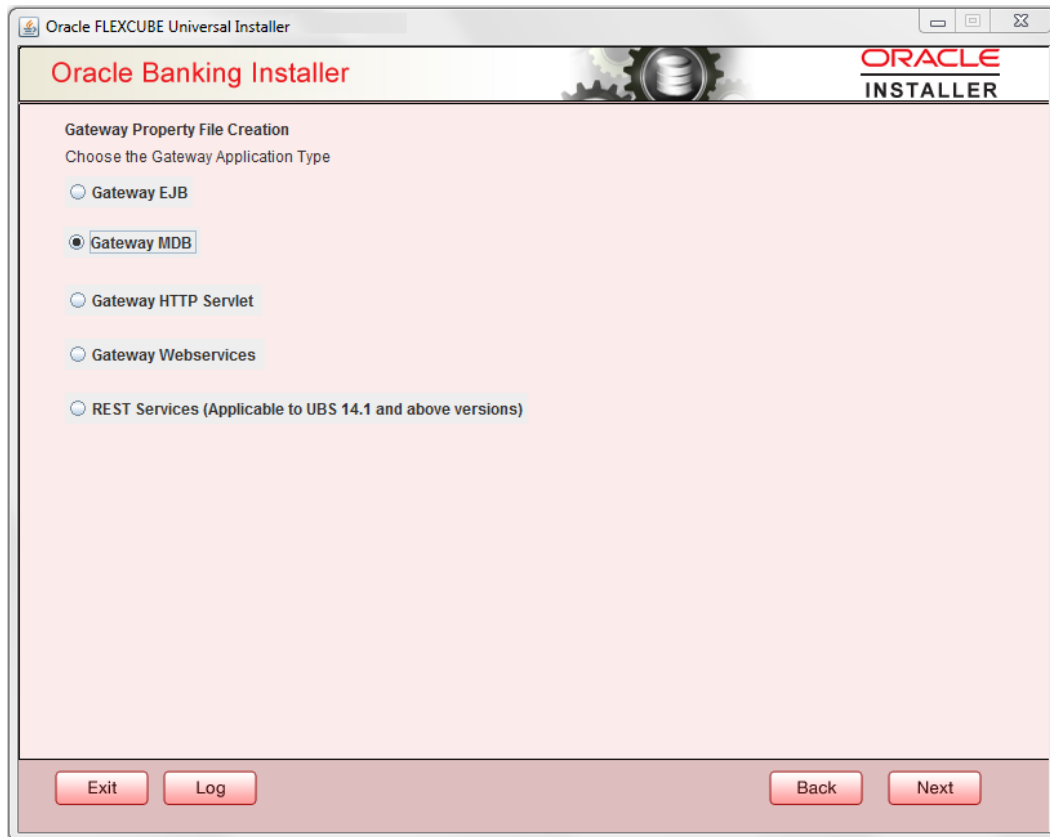 Oracle FLEXCUBE Universal Installer
Oracle Banking Installer
ORACLE
INSTALLER
Gateway Property File Creation
Choose the Gateway Application Type
Gateway EJB
Gateway MDB
Gateway HTTP Servlet
Gateway Webservices
REST Services (Applicable to UBS 14.1 and above versions)
Exit
Log
Back
Next